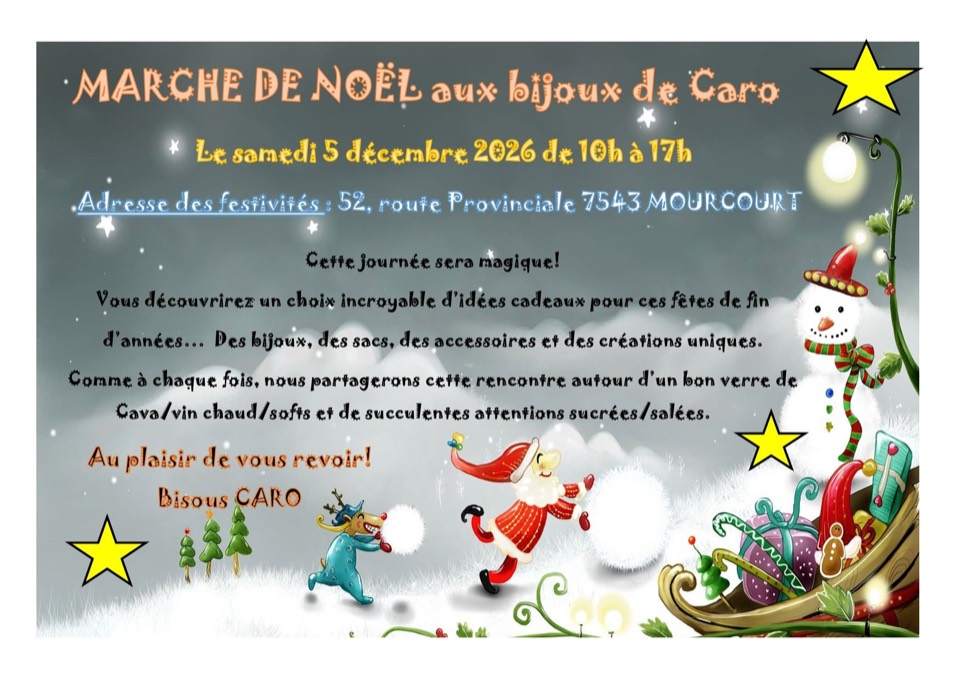 MARCHE DE NOËL aux bijoux de Caro
Le samedi 5 décembre 2026 de 10h à 17h
Adresse des festivités : 52, route Provinciale 7543 MOURCOURT
Cette journée sera magique!
Vous découvrirez un choix incroyable d'idées cadeaux pour ces fêtes de fin
d'années... Des bijoux, des sacs, des accessoires et des créations uniques.
Comme à chaque fois, nous partagerons cette rencontre autour d'un bon verre de
Cava/vin chaud/softs et de succulentes attentions sucrées/salées.
Au plaisir de vous revoir!
Bisous CARO